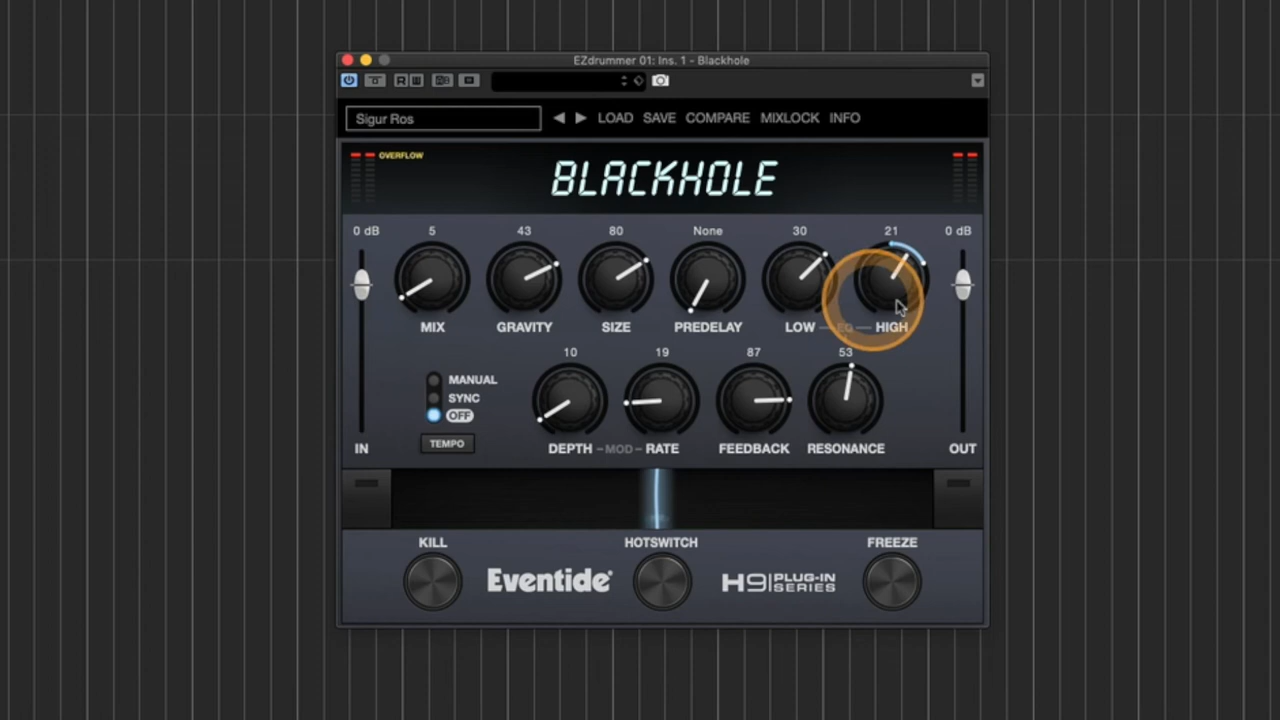 EZdrummer 01: Ins. 1 - Blackhole
R
Sigur Ros LOAD SAVE COMPARE MIXLOCK INFO
OVERFLOW
BLACKHOLE
0 dB 5 43 80 None 30 21 0 dB
MIX GRAVITY SIZE PREDELAY LOW EQ HIGH
10 19 87 53
MANUAL
SYNC
OFF
TEMPO
IN DEPTH MOD RATE FEEDBACK RESONANCE OUT
KILL HOTSWITCH FREEZE
Eventide® H9 PLUG-IN SERIES